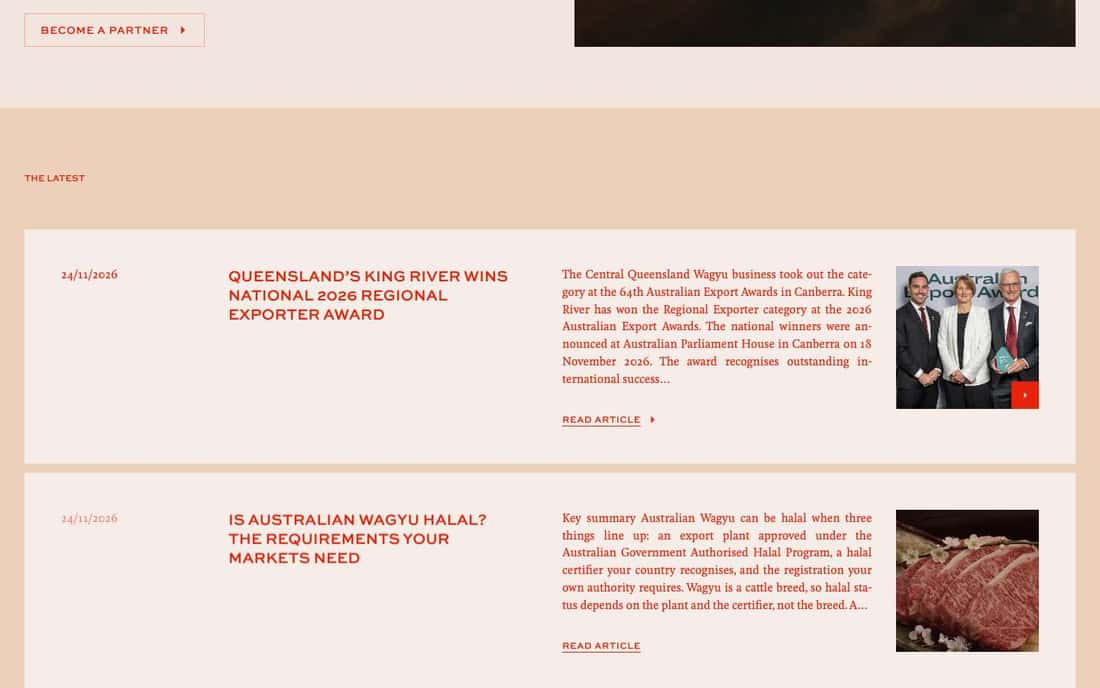 BECOME A PARTNER
THE LATEST
24/11/2026
QUEENSLAND’S KING RIVER WINS
NATIONAL 2026 REGIONAL
EXPORTER AWARD
The Central Queensland Wagyu business took out the cate-
gory at the 64th Australian Export Awards in Canberra. King
River has won the Regional Exporter category at the 2026
Australian Export Awards. The national winners were an-
nounced at Australian Parliament House in Canberra on 18
November 2026. The award recognises outstanding in-
ternational success…
READ ARTICLE
Australian
Export Award
24/11/2026
IS AUSTRALIAN WAGYU HALAL?
THE REQUIREMENTS YOUR
MARKETS NEED
Key summary Australian Wagyu can be halal when three
things line up: an export plant approved under the
Australian Government Authorised Halal Program, a halal
certifier your country recognises, and the registration your
own authority requires. Wagyu is a cattle breed, so halal sta-
tus depends on the plant and the certifier, not the breed. A…
READ ARTICLE